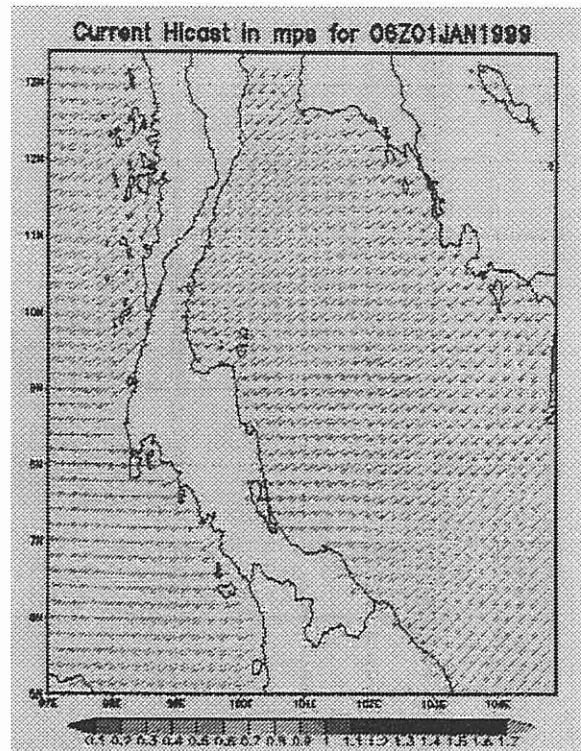 Current Hicast in mps for 06Z01JAN1999
13N
12N
11N
10N
9N
8N
7N
6N
5N
97E 98E 99E 100E 101E 102E 103E 104E
0.1 0.2 0.3 0.4 0.5 0.6 0.7 0.8 0.9 1 1.1 1.2 1.3 1.4 1.5 1.6 1.7